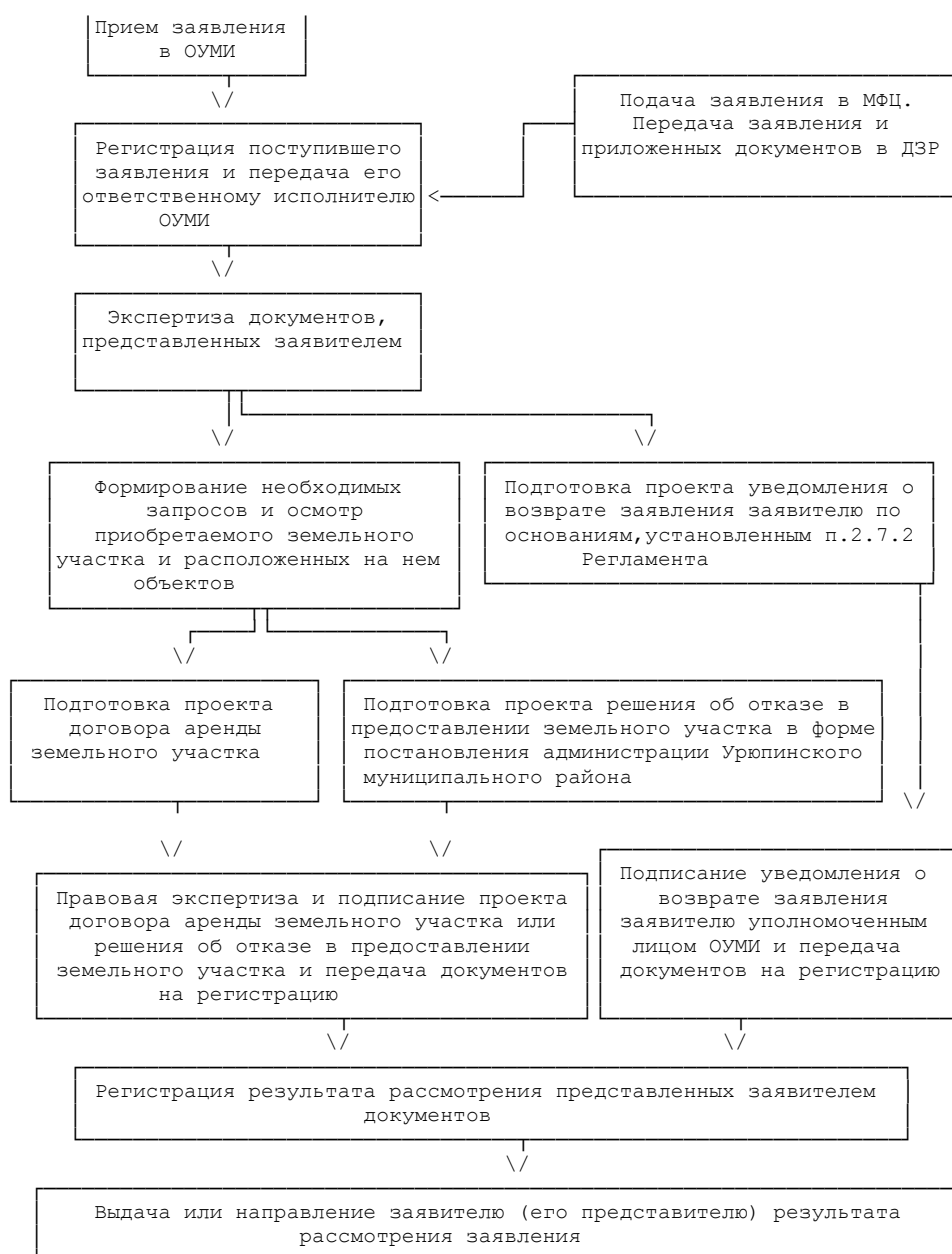 Прием заявления
в ОУМИ
Подача заявления в МФЦ.
Передача заявления и
приложенных документов в ДЗР
Регистрация поступившего
заявления и передача его
ответственному исполнителю
ОУМИ
Экспертиза документов,
представленных заявителем
Формирование необходимых
запросов и осмотр
приобретаемого земельного
участка и расположенных на нем
объектов
Подготовка проекта уведомления о
возврате заявления заявителю по
основаниям,установленным п.2.7.2
Регламента
Подготовка проекта
договора аренды
земельного участка
Подготовка проекта решения об отказе в
предоставлении земельного участка в форме
постановления администрации Урюпинского
муниципального района
Правовая экспертиза и подписание проекта
договора аренды земельного участка или
решения об отказе в предоставлении
земельного участка и передача документов
на регистрацию
Подписание уведомления о
возврате заявления
заявителю уполномоченным
лицом ОУМИ и передача
документов на регистрацию
Регистрация результата рассмотрения представленных заявителем
документов
Выдача или направление заявителю (его представителю) результата
рассмотрения заявления